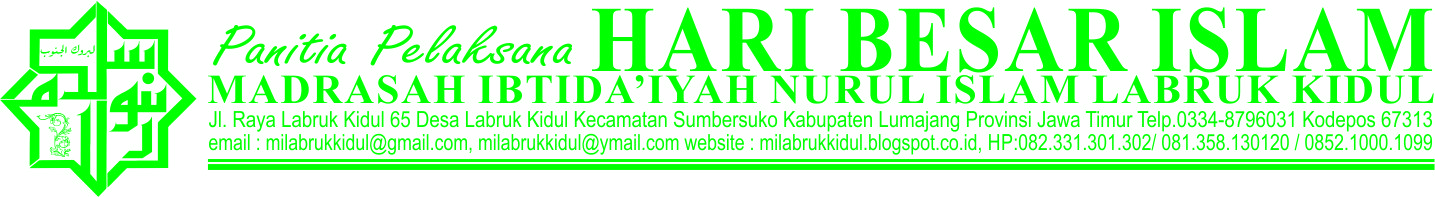 لبروك الجنوب
Panitia Pelaksana HARI BESAR ISLAM
MADRASAH IBTIDA’IYAH NURUL ISLAM LABRUK KIDUL
Jl. Raya Labruk Kidul 65 Desa Labruk Kidul Kecamatan Sumbersuko Kabupaten Lumajang Provinsi Jawa Timur Telp.0334-8796031 Kodepos 67313
email : milabrukkidul@gmail.com, milabrukkidul@ymail.com website : milabrukkidul.blogspot.co.id, HP:082.331.301.302/ 081.358.130120 / 0852.1000.1099